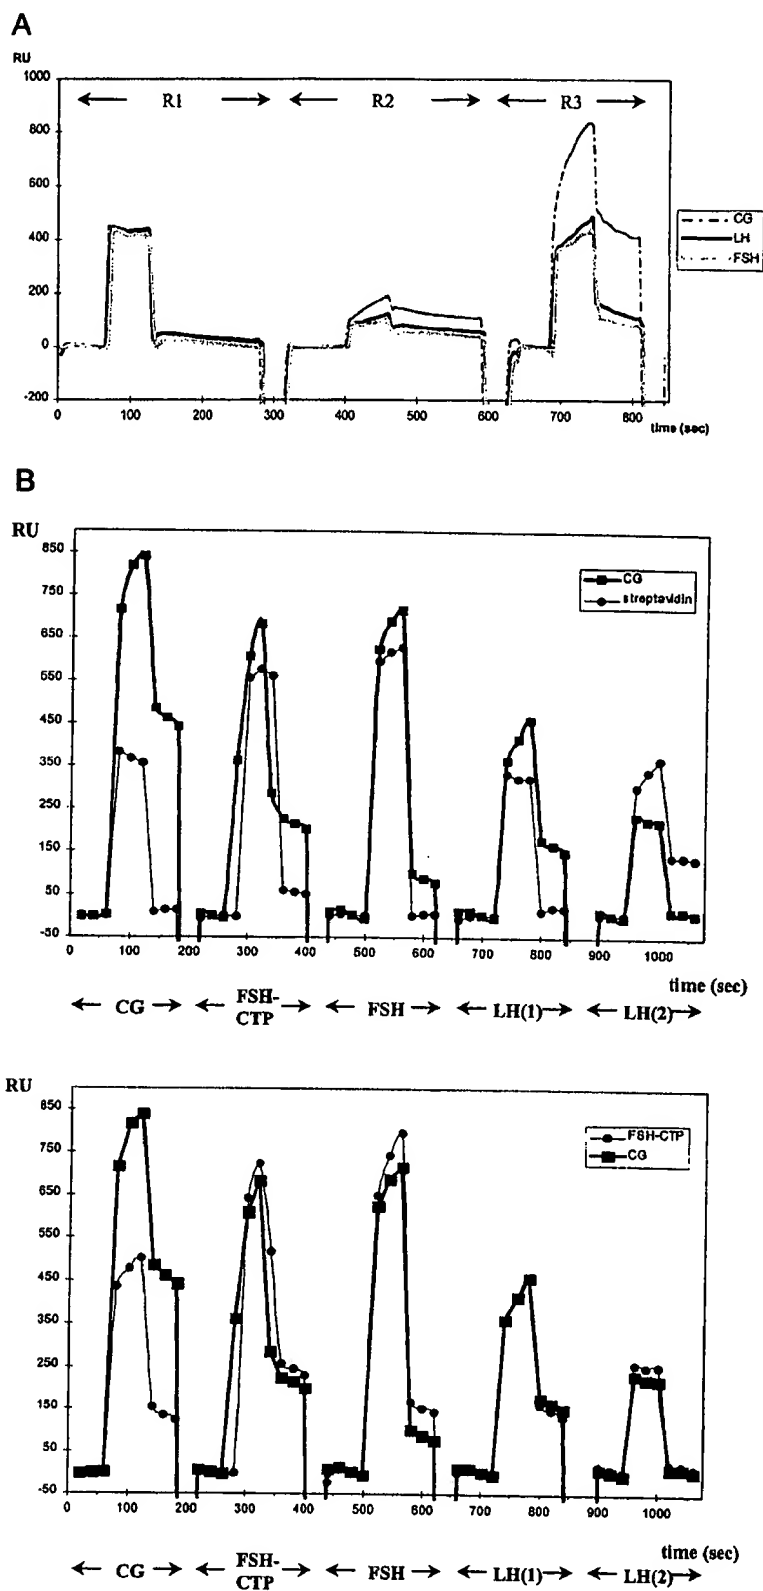 A
RU
1000
800
600
400
200
0
-200
R1 R2 R3
0 100 200 300 400 500 600 700 800
time (sec)
CG
LH
FSH
B
RU
850
750
650
550
450
350
250
150
50
-50
CG
streptavidin
0 100 200 300 400 500 600 700 800 900 1000
time (sec)
CG FSH-CTP FSH LH(1) LH(2)
RU
850
750
650
550
450
350
250
150
50
-50
FSH-CTP
CG
0 100 200 300 400 500 600 700 800 900 1000
time (sec)
CG FSH-CTP FSH LH(1) LH(2)